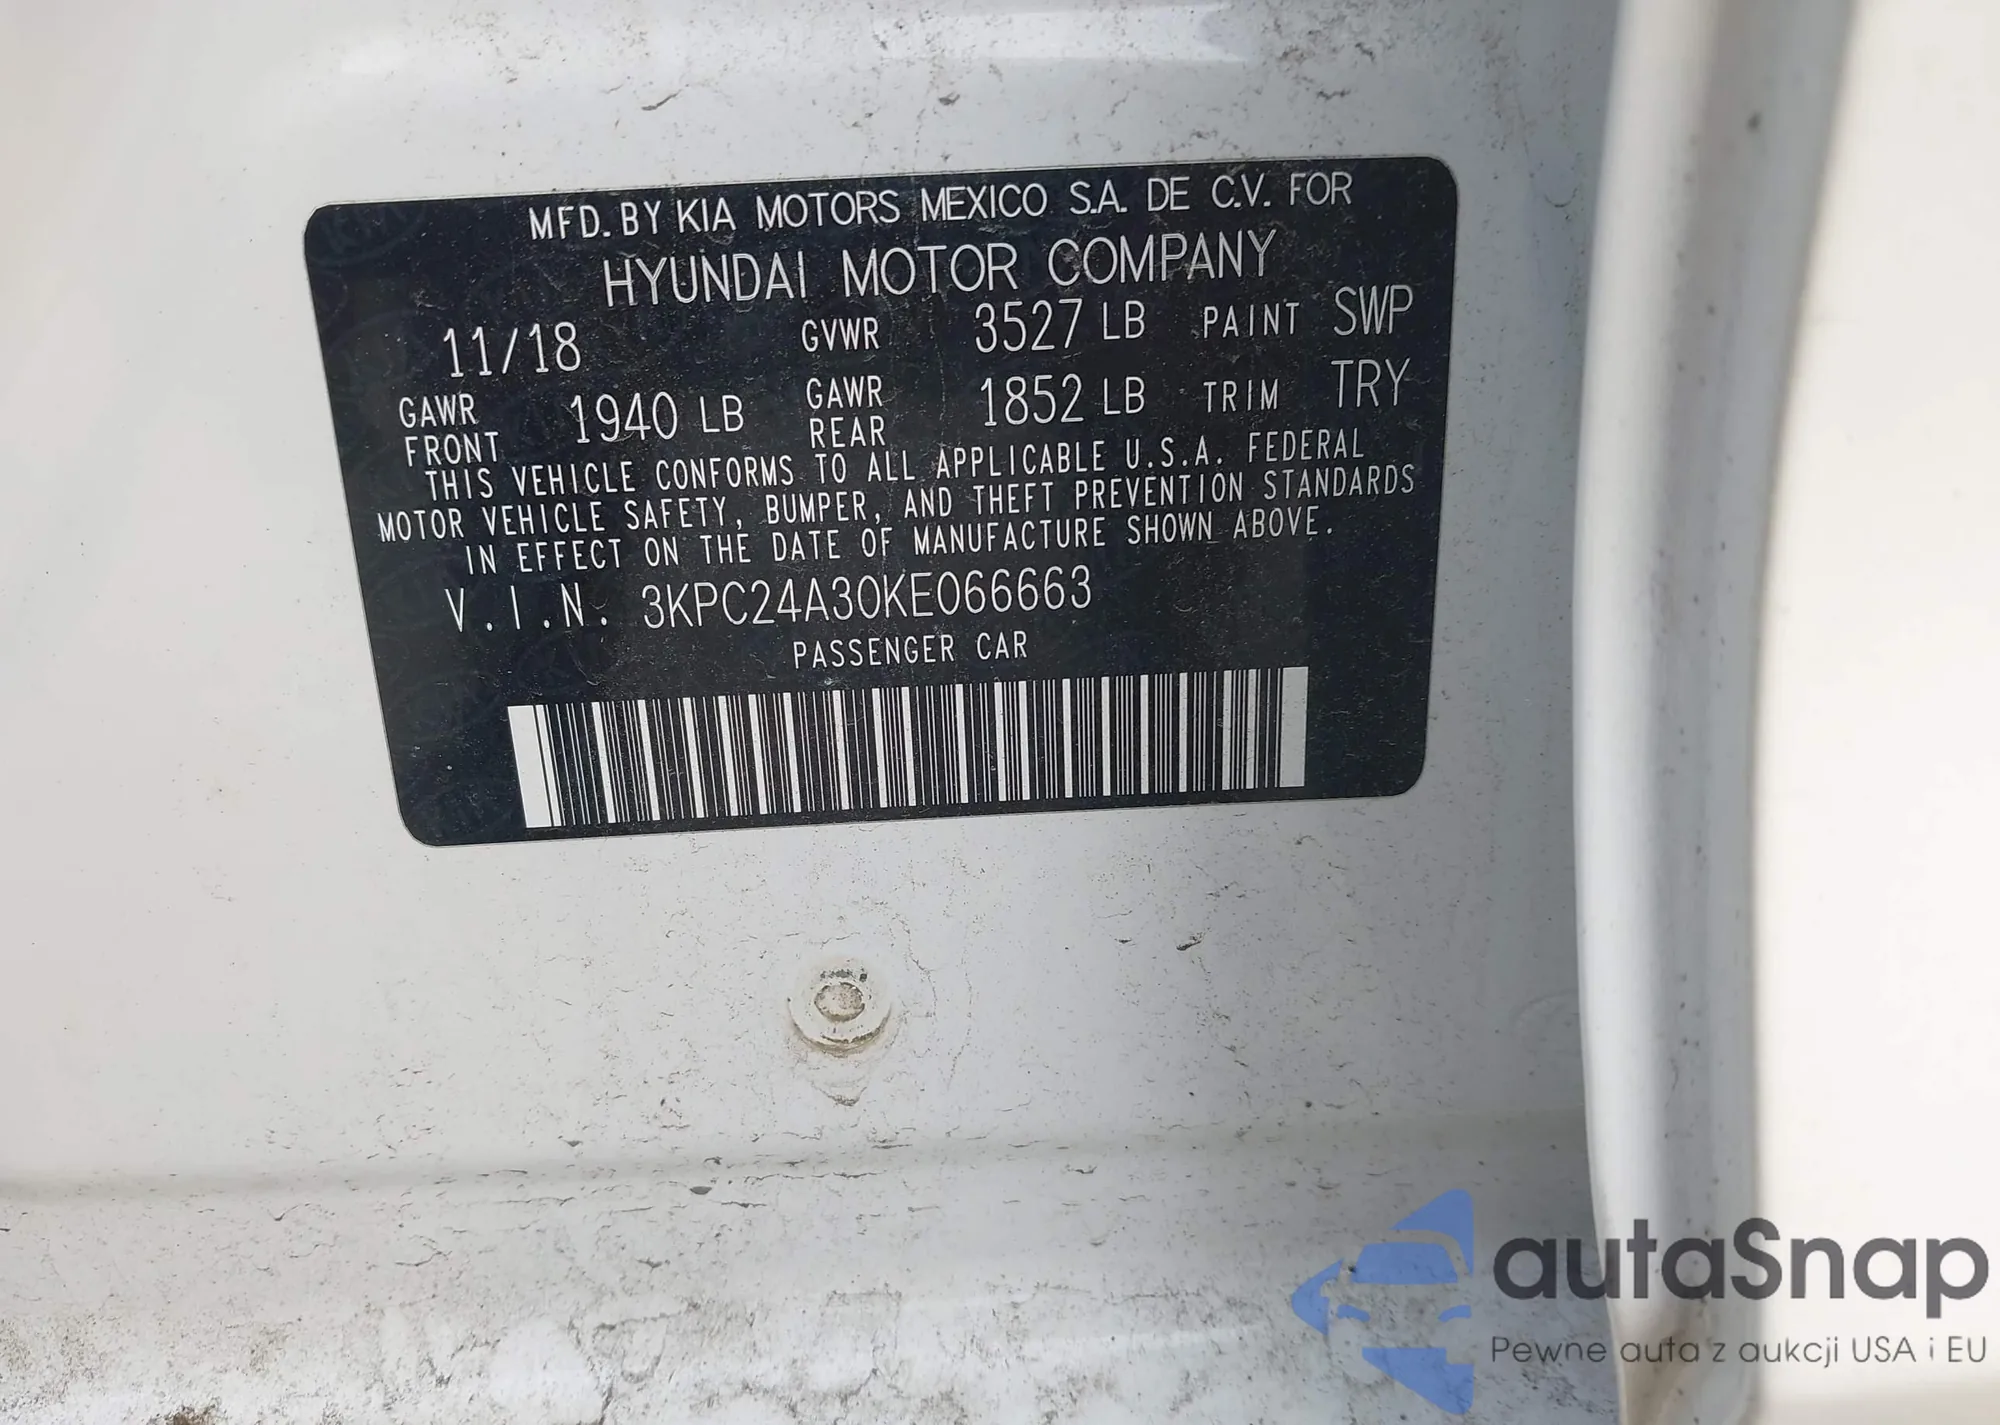 MFD. BY KIA MOTORS MEXICO S.A. DE C.V. FOR
HYUNDAI MOTOR COMPANY
11/18 GVWR 3527 LB PAINT SWP
GAWR FRONT 1940 LB GAWR REAR 1852 LB TRIM TRY
THIS VEHICLE CONFORMS TO ALL APPLICABLE U.S.A. FEDERAL
MOTOR VEHICLE SAFETY, BUMPER, AND THEFT PREVENTION STANDARDS
IN EFFECT ON THE DATE OF MANUFACTURE SHOWN ABOVE.
V.I.N. 3KPC24A30KE066663
PASSENGER CAR
autaSnap
Pewne auta z aukcji USA i EU